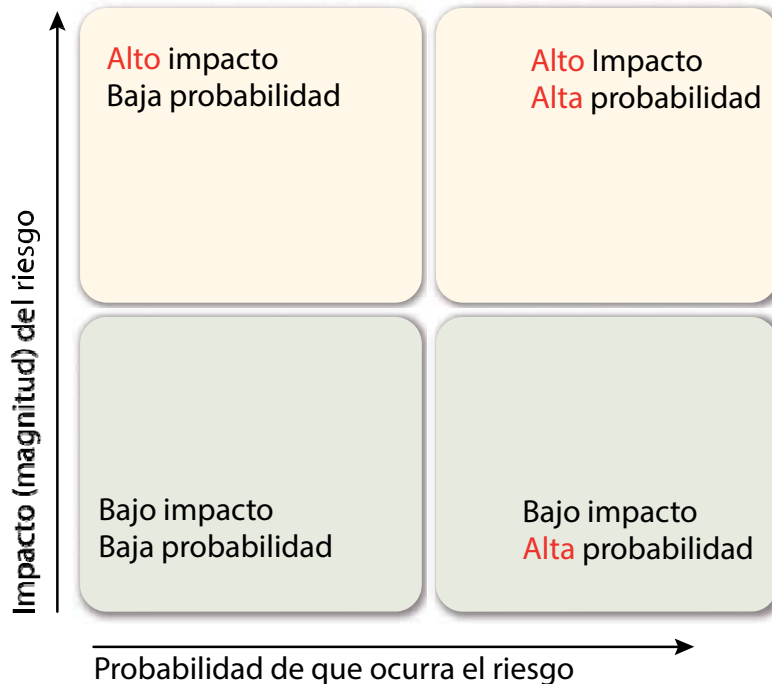 Alto impacto
Baja probabilidad
Alto Impacto
Alta probabilidad
Impacto (magnitud) del riesgo
Bajo impacto
Baja probabilidad
Bajo impacto
Alta probabilidad
Probabilidad de que ocurra el riesgo